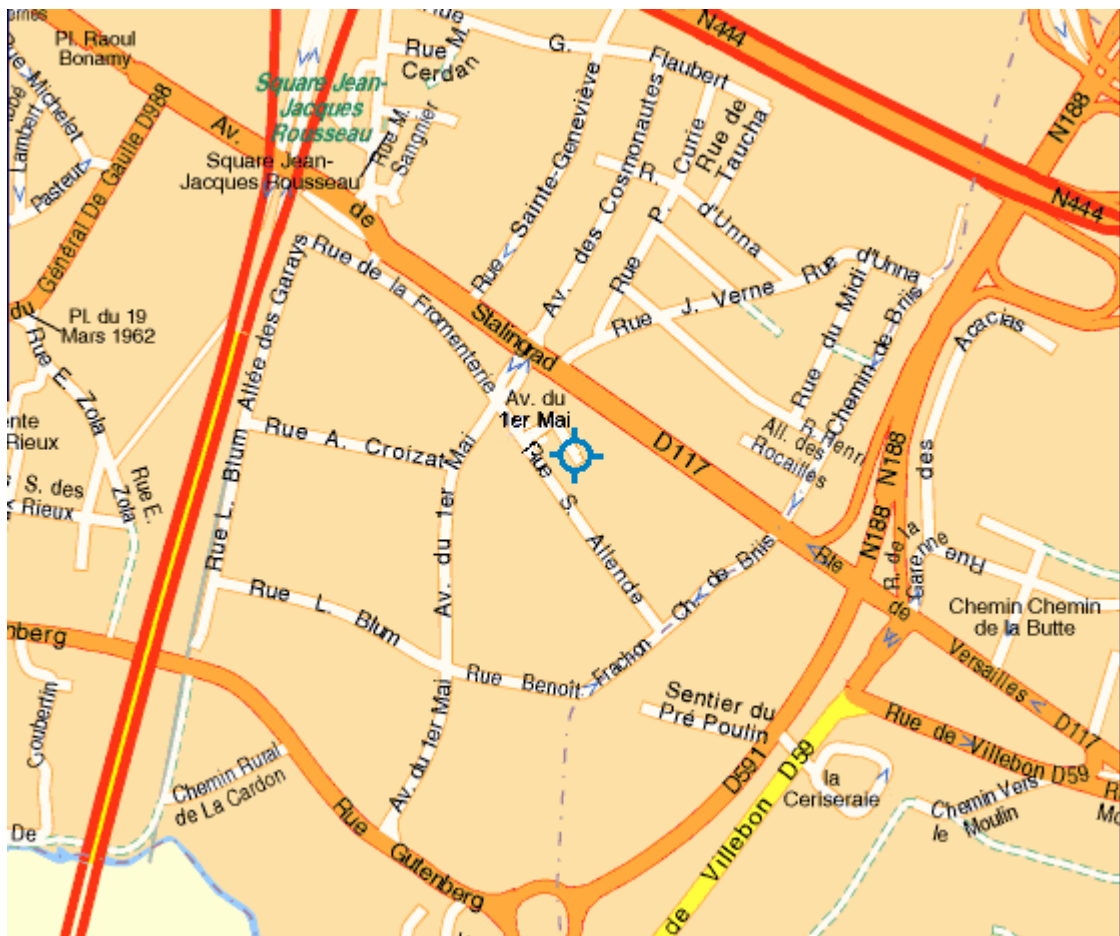 Pl. Raoul
Bonamy
Rue Michelet
Lambert
Pasteur
Général De Gaulle D988
du
Av.
de
Stalingrad
D117
Square Jean-
Jacques
Rousseau
Square Jean-
Jacques Rousseau
Rue
Cerdan
M.
Rue M.
Sangnier
Rue
G.
Flaubert
Rue Sainte-Geneviève
Av. des Cosmonautes
Rue P. Curie
Rue de
Taucha
R.
d'Unna
Rue d'Unna
N444
N444
N188
Pl. du 19
Mars 1962
Rue E. Zola
Rue E.
Zola
Rieux
S. des
Rieux
Allée des Garays
Rue de la Fromenterie
Rue A. Croizat
Rue L. Blum
Av. du
1er Mai
Rue S. Allende
Av. du 1er Mai
Rue J. Verne
Rue du Midi
Chemin de Briis
R. Henri
All. des
Rocailles
des Acacias
N188
N188
R. de la
Garenne
Rue
Chemin Chemin
de la Butte
Rte
de
Versailles
D117
Ch. de Briis
Rue L. Blum
Rue Benoît Frachon
Av. du 1er Mai
Sentier du
Pré Poulin
D591
de Villebon D59
Rue de Villebon D59
la
Ceriseraie
Chemin Vers
le Moulin
Coubertin
De
Chemin Rural
de La Cardon
Rue Gutenberg